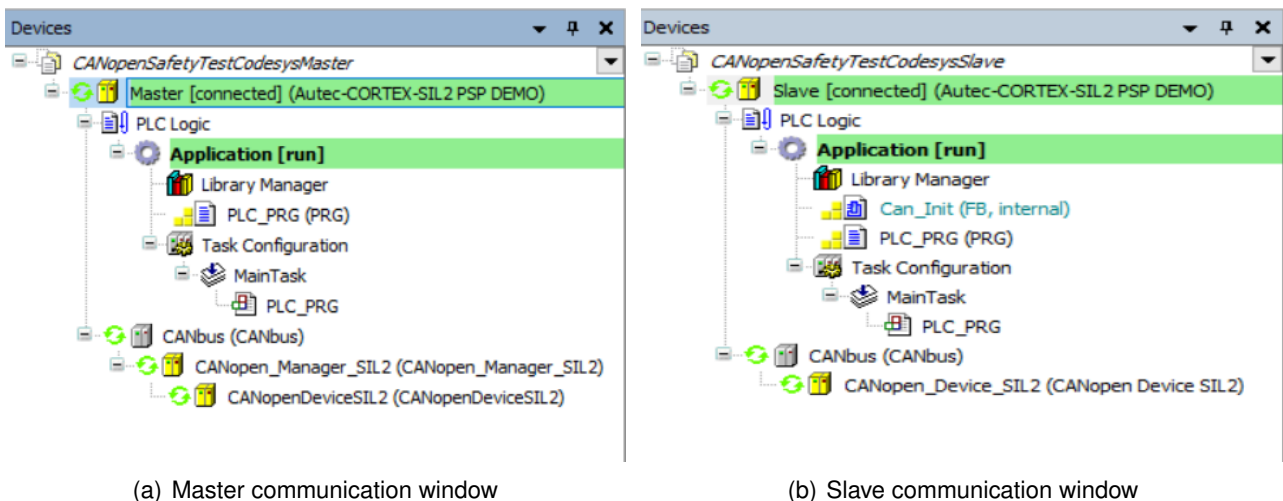 Devices
CANopenSafetyTestCodesysMaster
Master [connected] (Autec-CORTEX-SIL2 PSP DEMO)
PLC Logic
Application [run]
Library Manager
PLC_PRG (PRG)
Task Configuration
MainTask
PLC_PRG
CANbus (CANbus)
CANopen_Manager_SIL2 (CANopen_Manager_SIL2)
CANopenDeviceSIL2 (CANopenDeviceSIL2)
(a) Master communication window
Devices
CANopenSafetyTestCodesysSlave
Slave [connected] (Autec-CORTEX-SIL2 PSP DEMO)
PLC Logic
Application [run]
Library Manager
Can_Init (FB, internal)
PLC_PRG (PRG)
Task Configuration
MainTask
PLC_PRG
CANbus (CANbus)
CANopen_Device_SIL2 (CANopen Device SIL2)
(b) Slave communication window